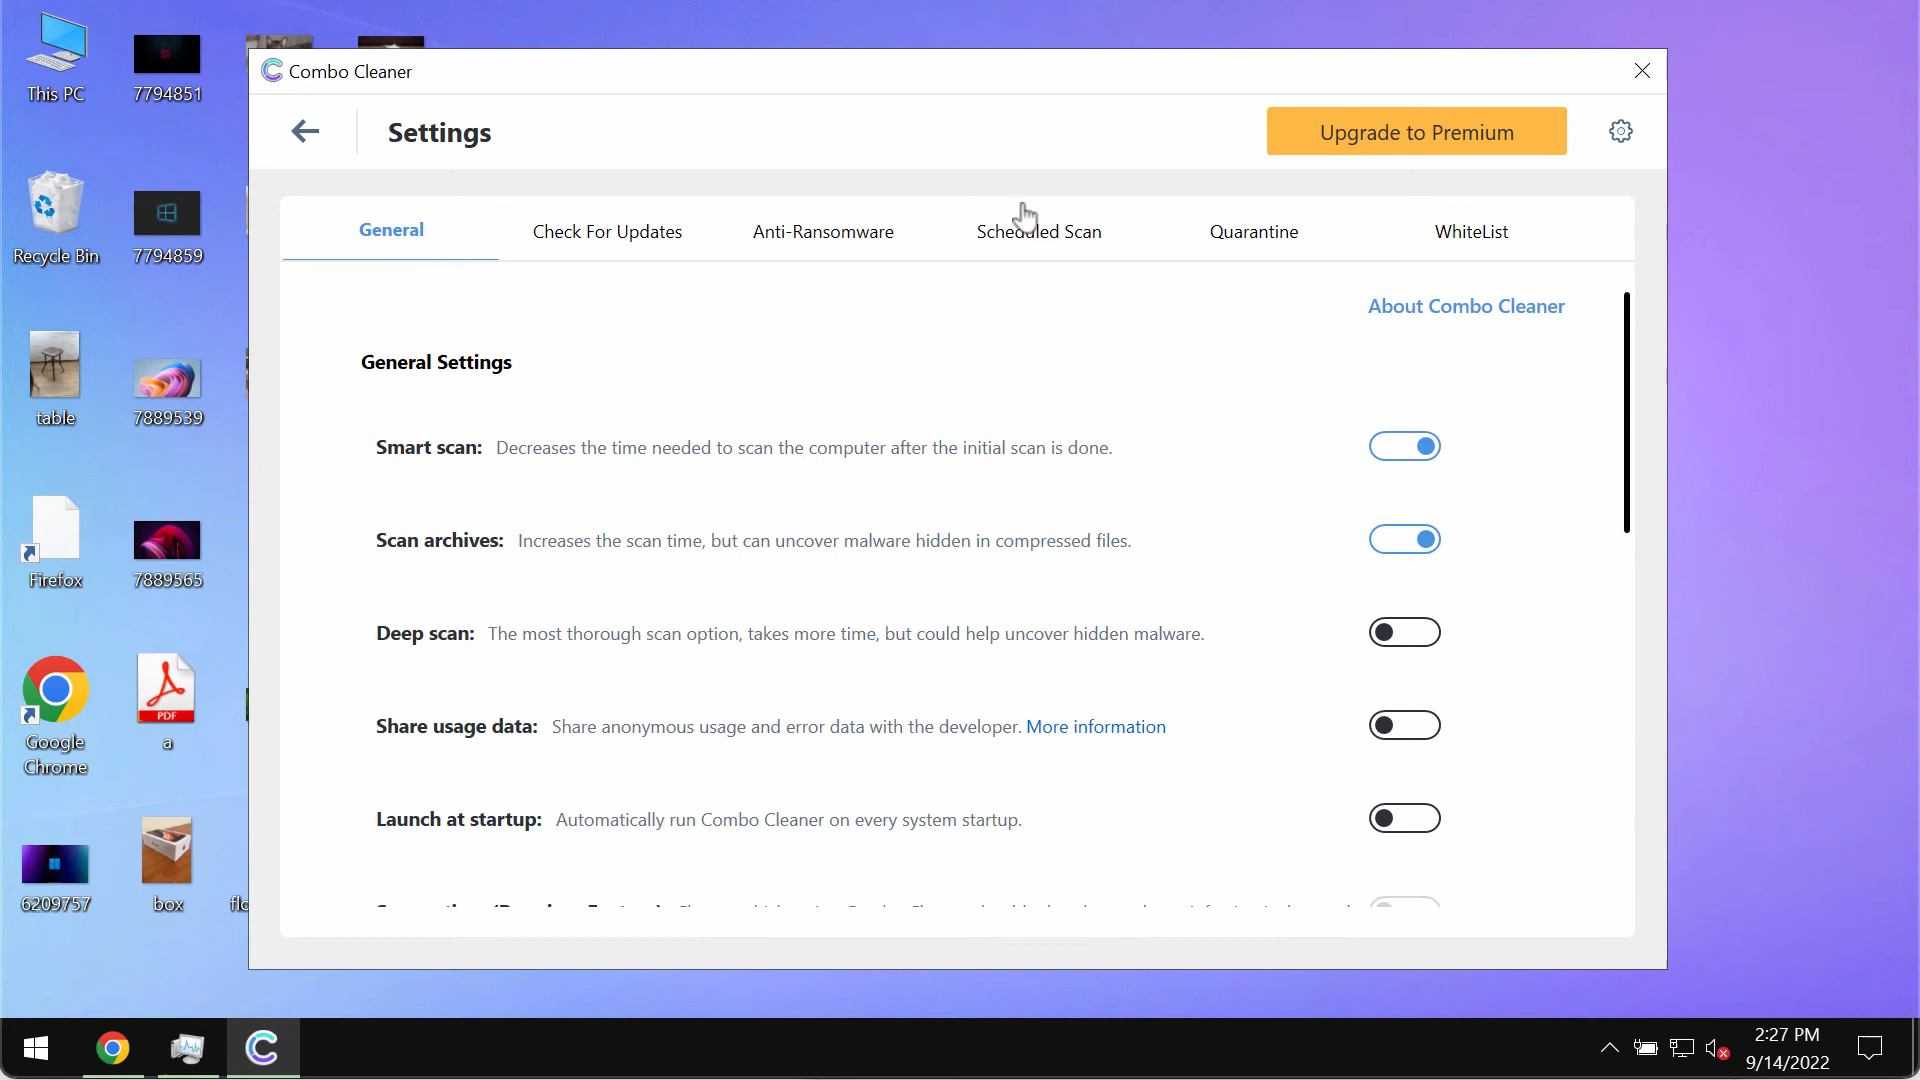 This PC
7794851
Recycle Bin
7794859
table
7889539
Firefox
7889565
Google
Chrome
PDF
a
6209757
box
flo
Combo Cleaner
Settings
Upgrade to Premium
General
Check For Updates
Anti-Ransomware
Scheduled Scan
Quarantine
WhiteList
About Combo Cleaner
General Settings
Smart scan: Decreases the time needed to scan the computer after the initial scan is done.
Scan archives: Increases the scan time, but can uncover malware hidden in compressed files.
Deep scan: The most thorough scan option, takes more time, but could help uncover hidden malware.
Share usage data: Share anonymous usage and error data with the developer. More information
Launch at startup: Automatically run Combo Cleaner on every system startup.
2:27 PM
9/14/2022